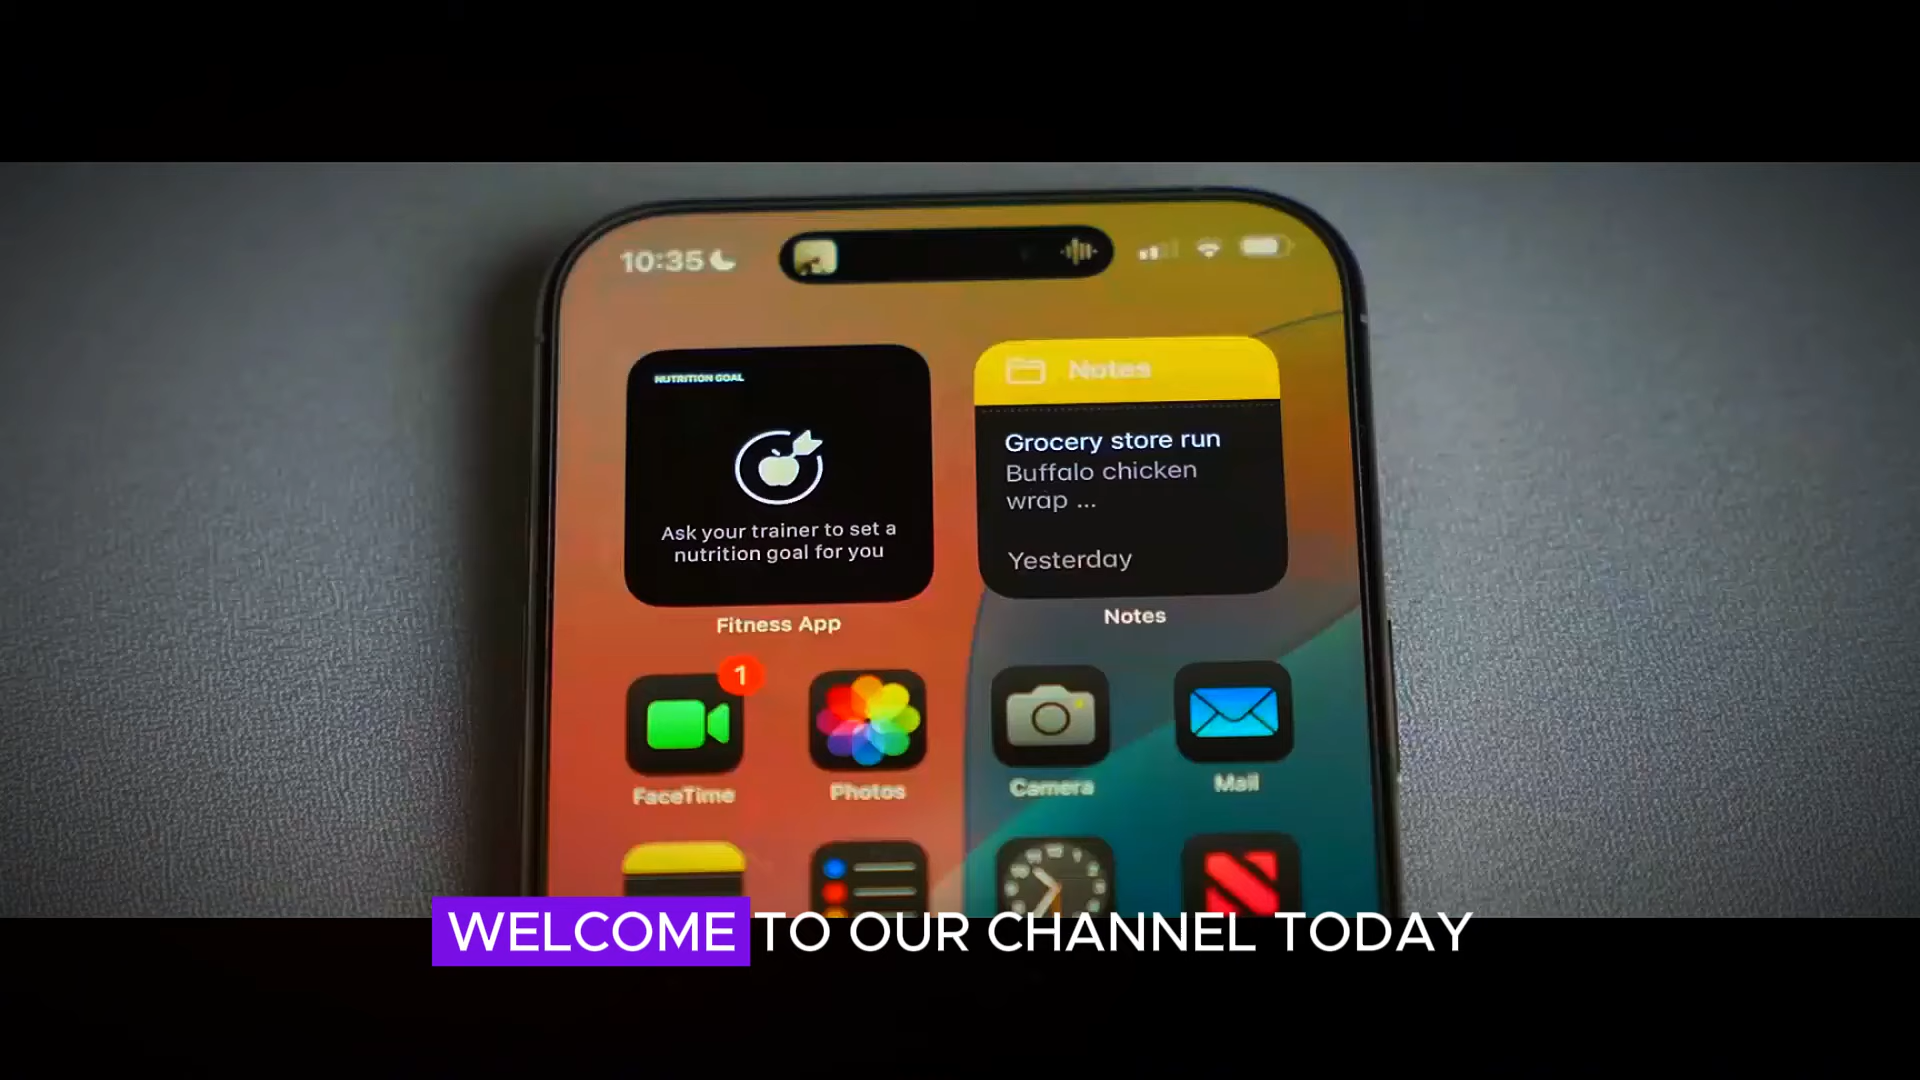 10:35
NUTRITION GOAL
Ask your trainer to set a
nutrition goal for you
Fitness App
Notes
Grocery store run
Buffalo chicken
wrap ...
Yesterday
Notes
1
FaceTime
Photos
Camera
Mail
WELCOME TO OUR CHANNEL TODAY